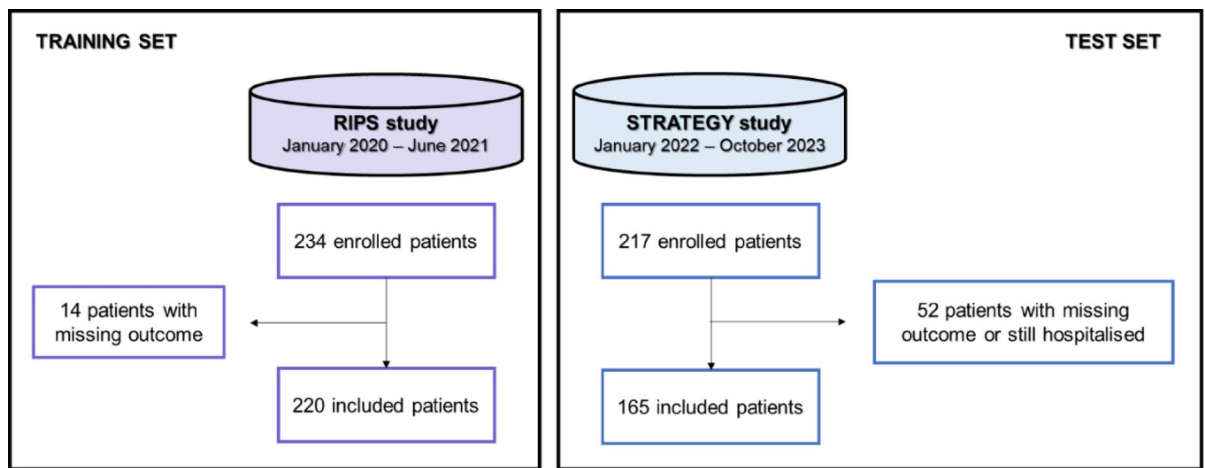 TRAINING SET
RIPS study
January 2020 – June 2021
234 enrolled patients
14 patients with
missing outcome
220 included patients
TEST SET
STRATEGY study
January 2022 – October 2023
217 enrolled patients
52 patients with missing
outcome or still hospitalised
165 included patients